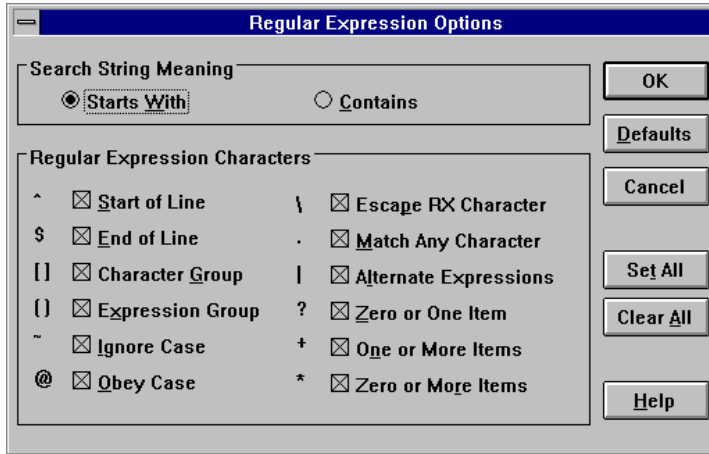 Regular Expression Options
Search String Meaning
Starts With
Contains
Regular Expression Characters
^ Start of Line
$ End of Line
[ ] Character Group
( ) Expression Group
~ Ignore Case
@ Obey Case
\ Escape RX Character
. Match Any Character
| Alternate Expressions
? Zero or One Item
+ One or More Items
* Zero or More Items
OK
Defaults
Cancel
Set All
Clear All
Help